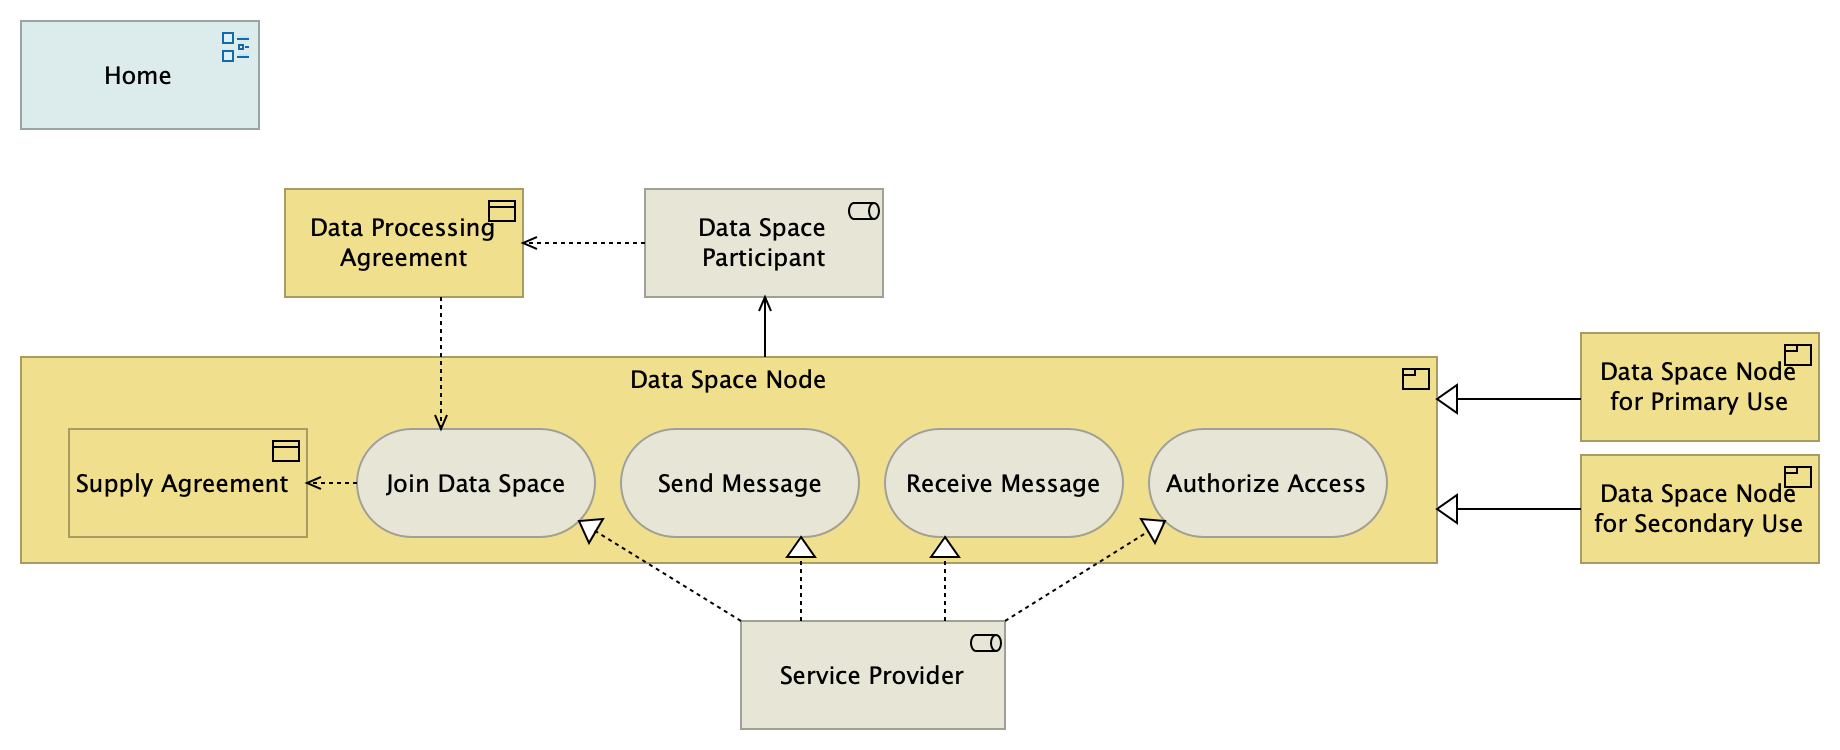 Home
Data Processing
Agreement
Data Space
Participant
Data Space Node
Data Space Node
for Primary Use
Supply Agreement
Join Data Space
Send Message
Receive Message
Authorize Access
Data Space Node
for Secondary Use
Service Provider